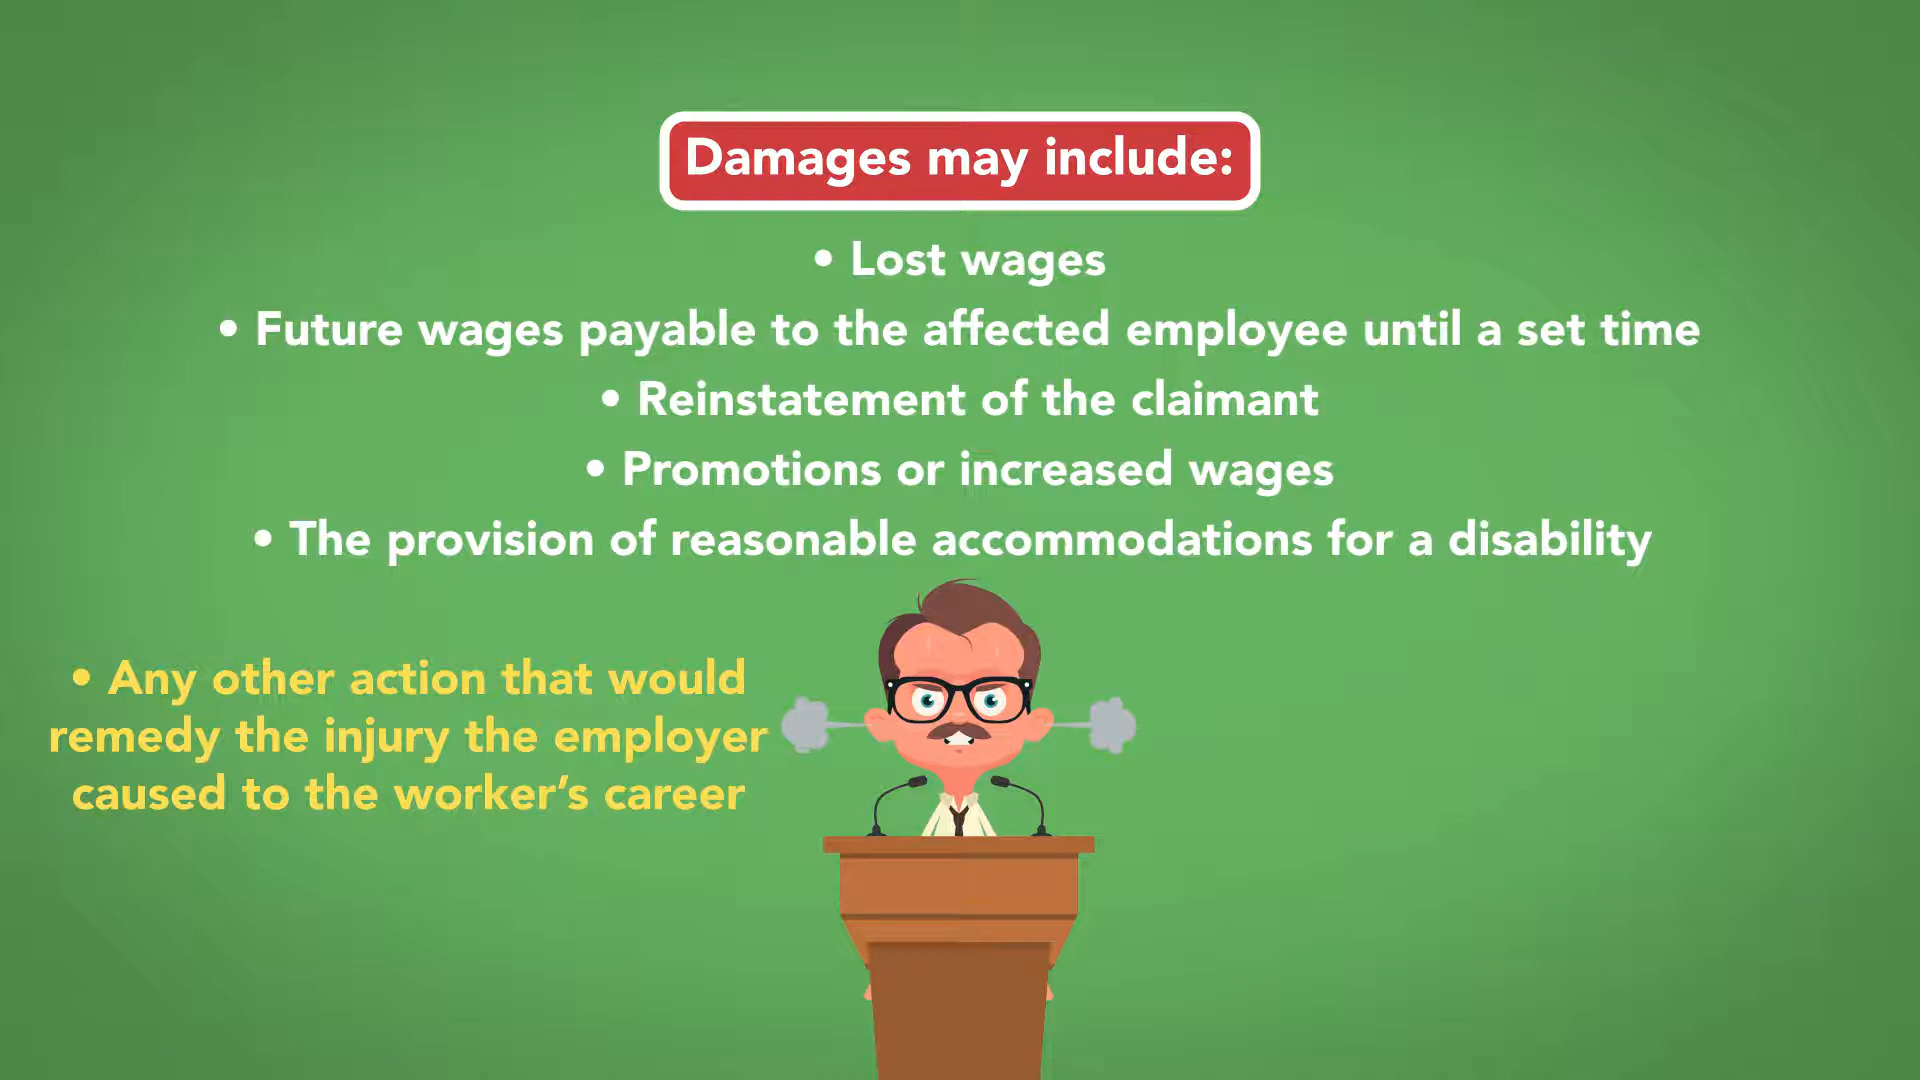 Damages may include:
• Lost wages
• Future wages payable to the affected employee until a set time
• Reinstatement of the claimant
• Promotions or increased wages
• The provision of reasonable accommodations for a disability
• Any other action that would
remedy the injury the employer
caused to the worker’s career